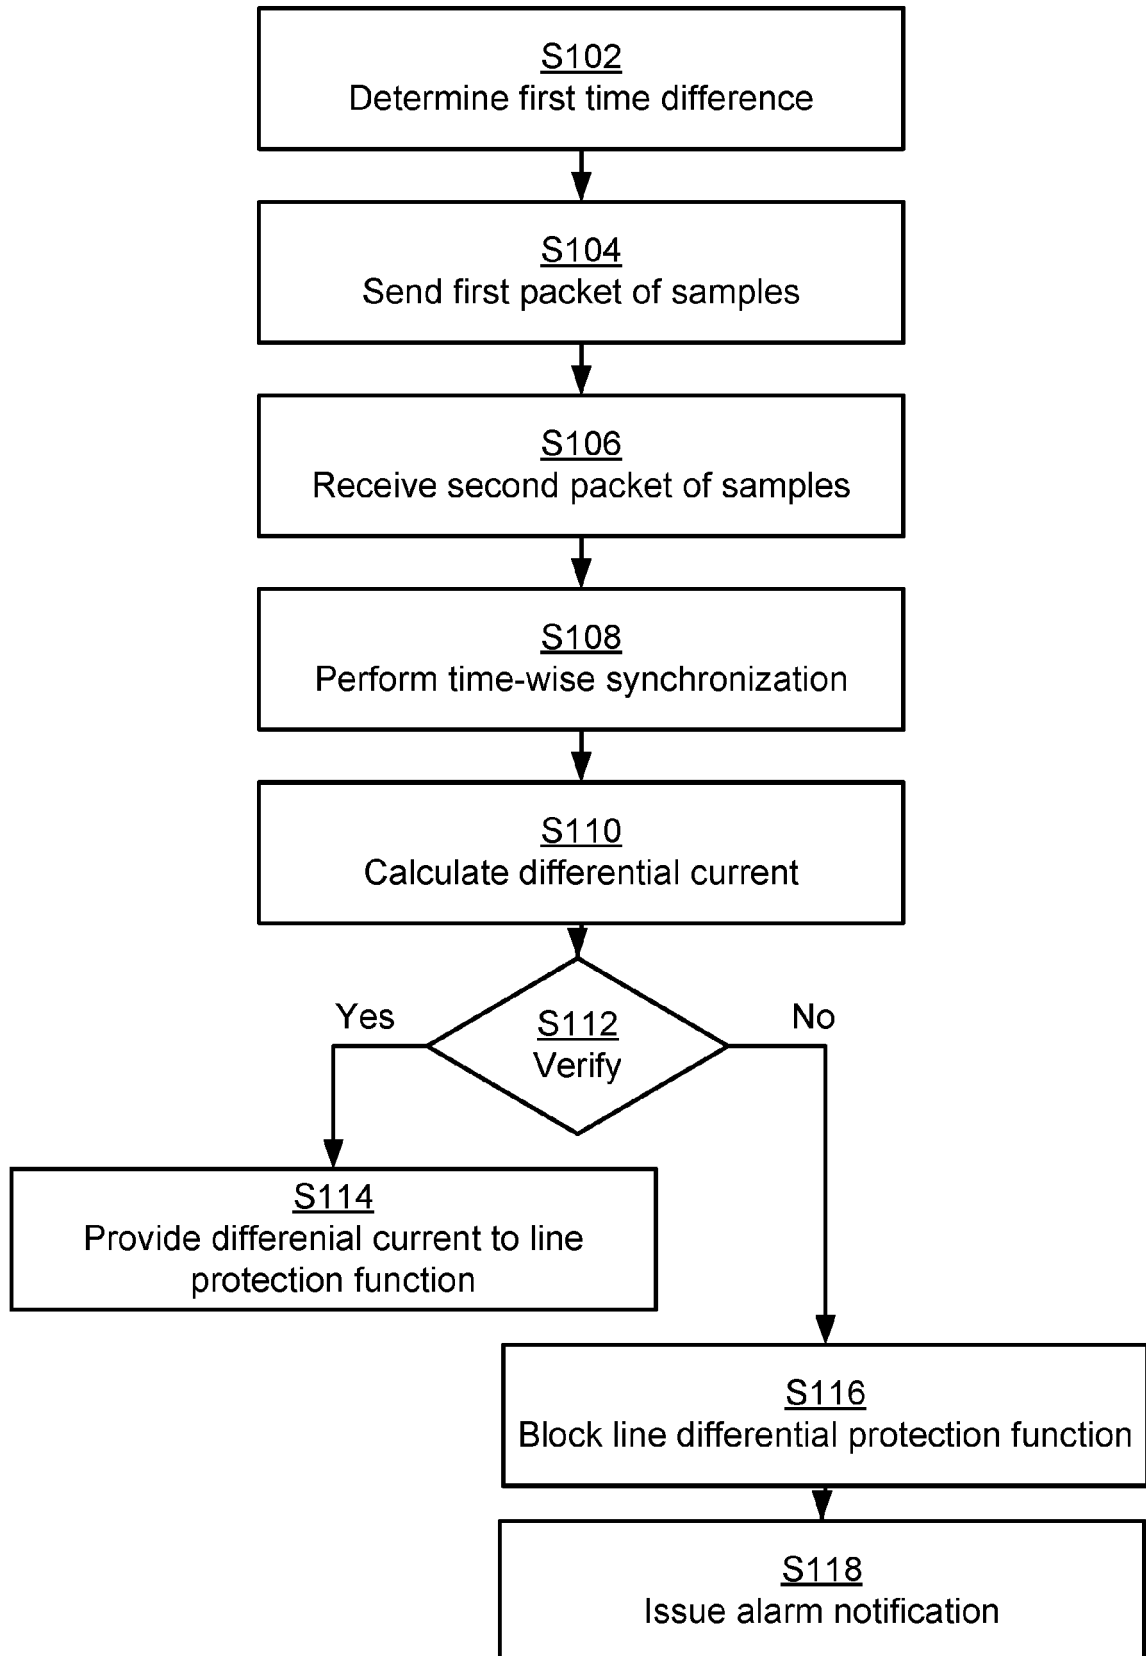 S102
Determine first time difference
S104
Send first packet of samples
S106
Receive second packet of samples
S108
Perform time-wise synchronization
S110
Calculate differential current
Yes
No
S112
Verify
S114
Provide differenial current to line
protection function
S116
Block line differential protection function
S118
Issue alarm notification